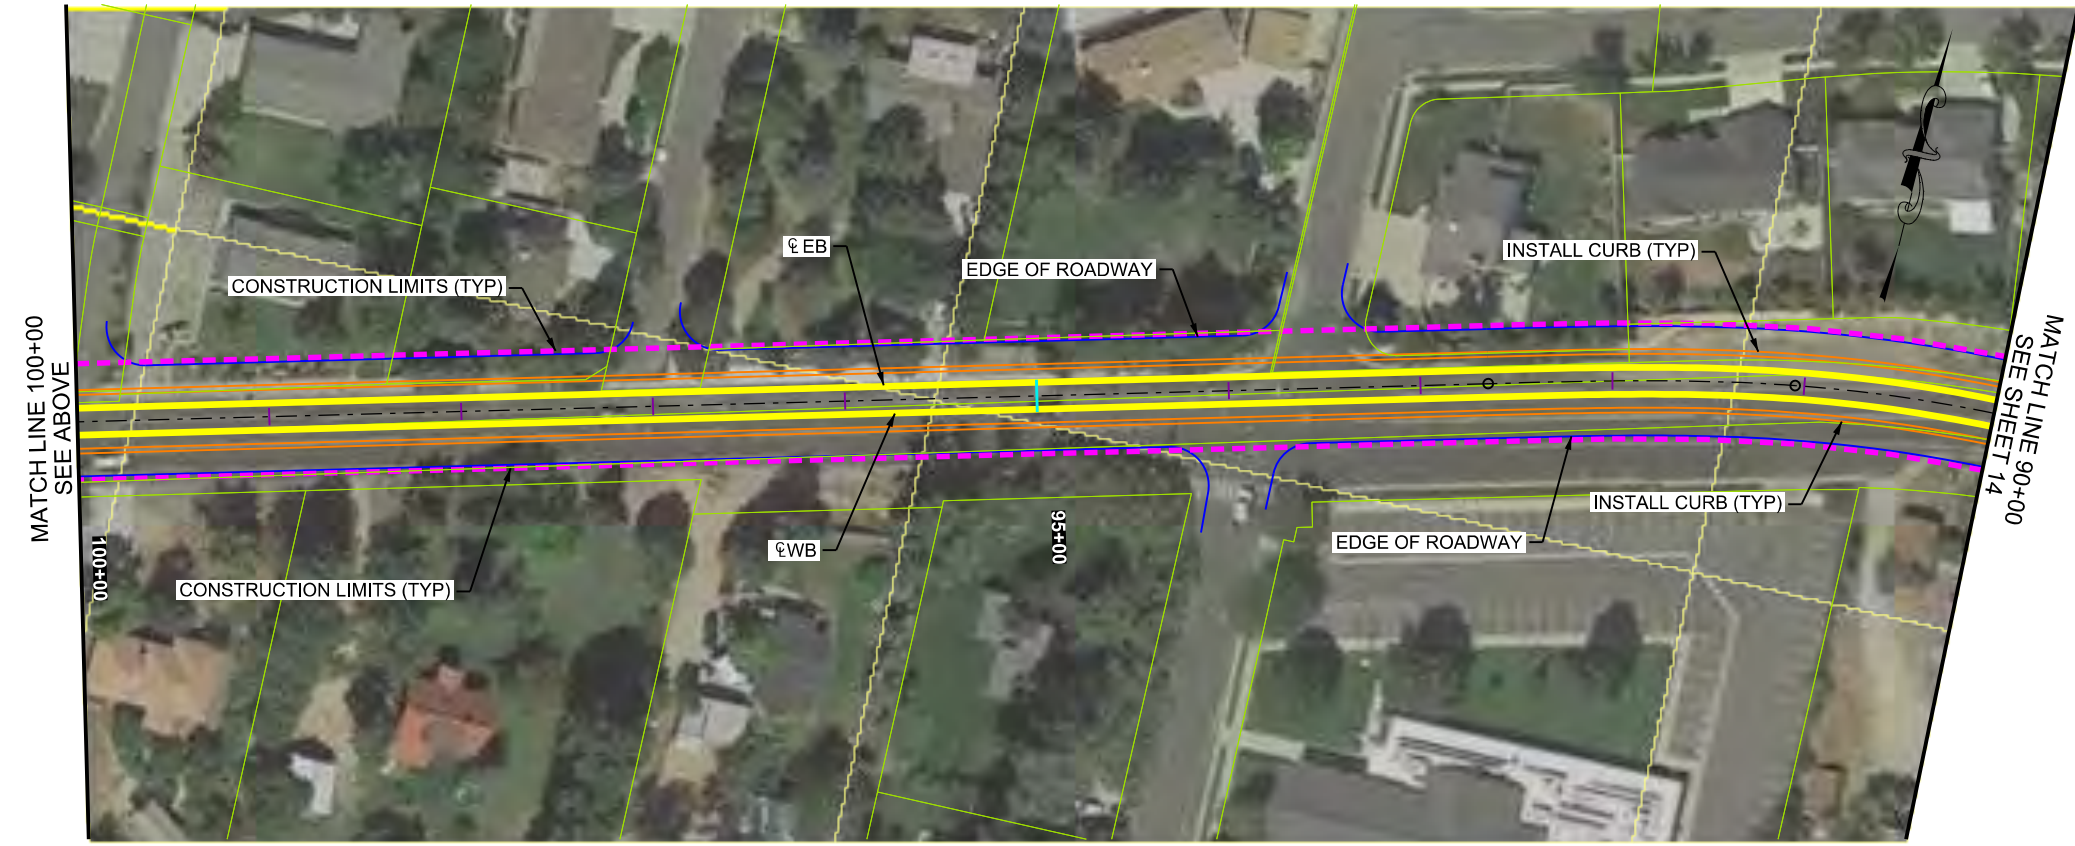 ℄ EB
INSTALL CURB (TYP)
EDGE OF ROADWAY
CONSTRUCTION LIMITS (TYP)
MATCH LINE 100+00
SEE ABOVE
MATCH LINE 90+00
SEE SHEET 14
INSTALL CURB (TYP)
95+00
EDGE OF ROADWAY
℄ WB
100+00
CONSTRUCTION LIMITS (TYP)